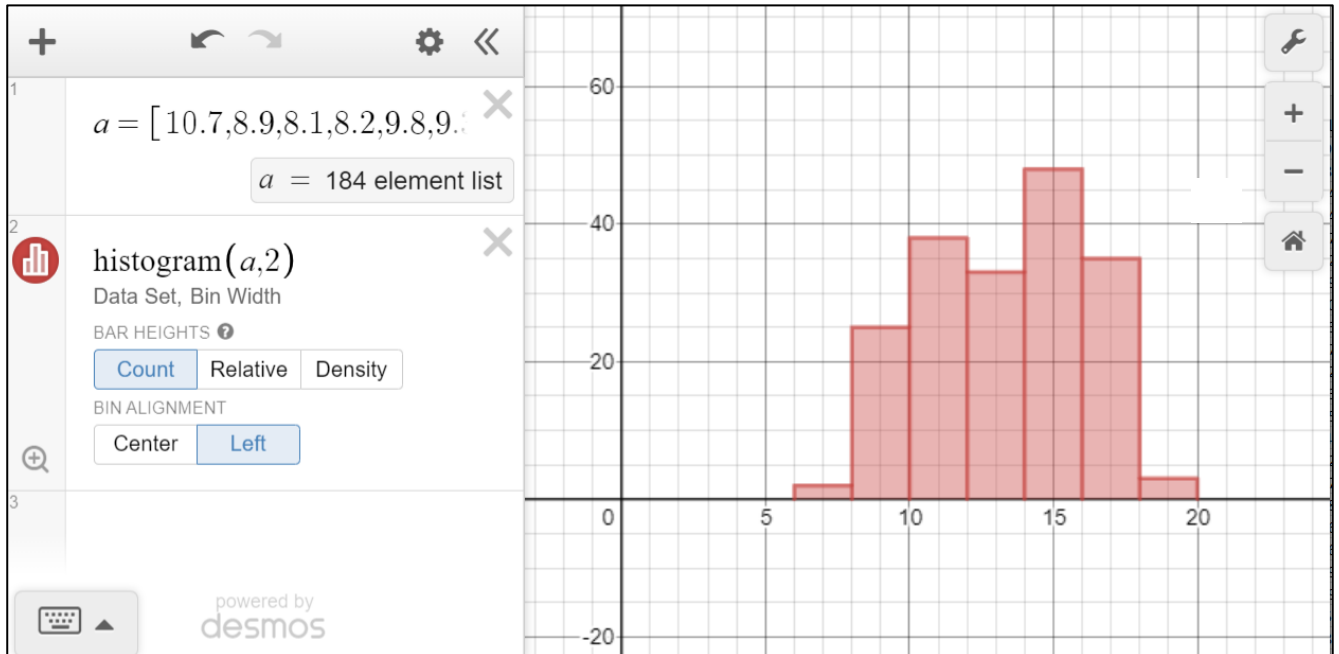 1
a = [10.7,8.9,8.1,8.2,9.8,9.
a = 184 element list
2
histogram(a,2)
Data Set, Bin Width
BAR HEIGHTS ?
Count Relative Density
BIN ALIGNMENT
Center Left
3
powered by
desmos
60
40
20
0 5 10 15 20
-20
+
−